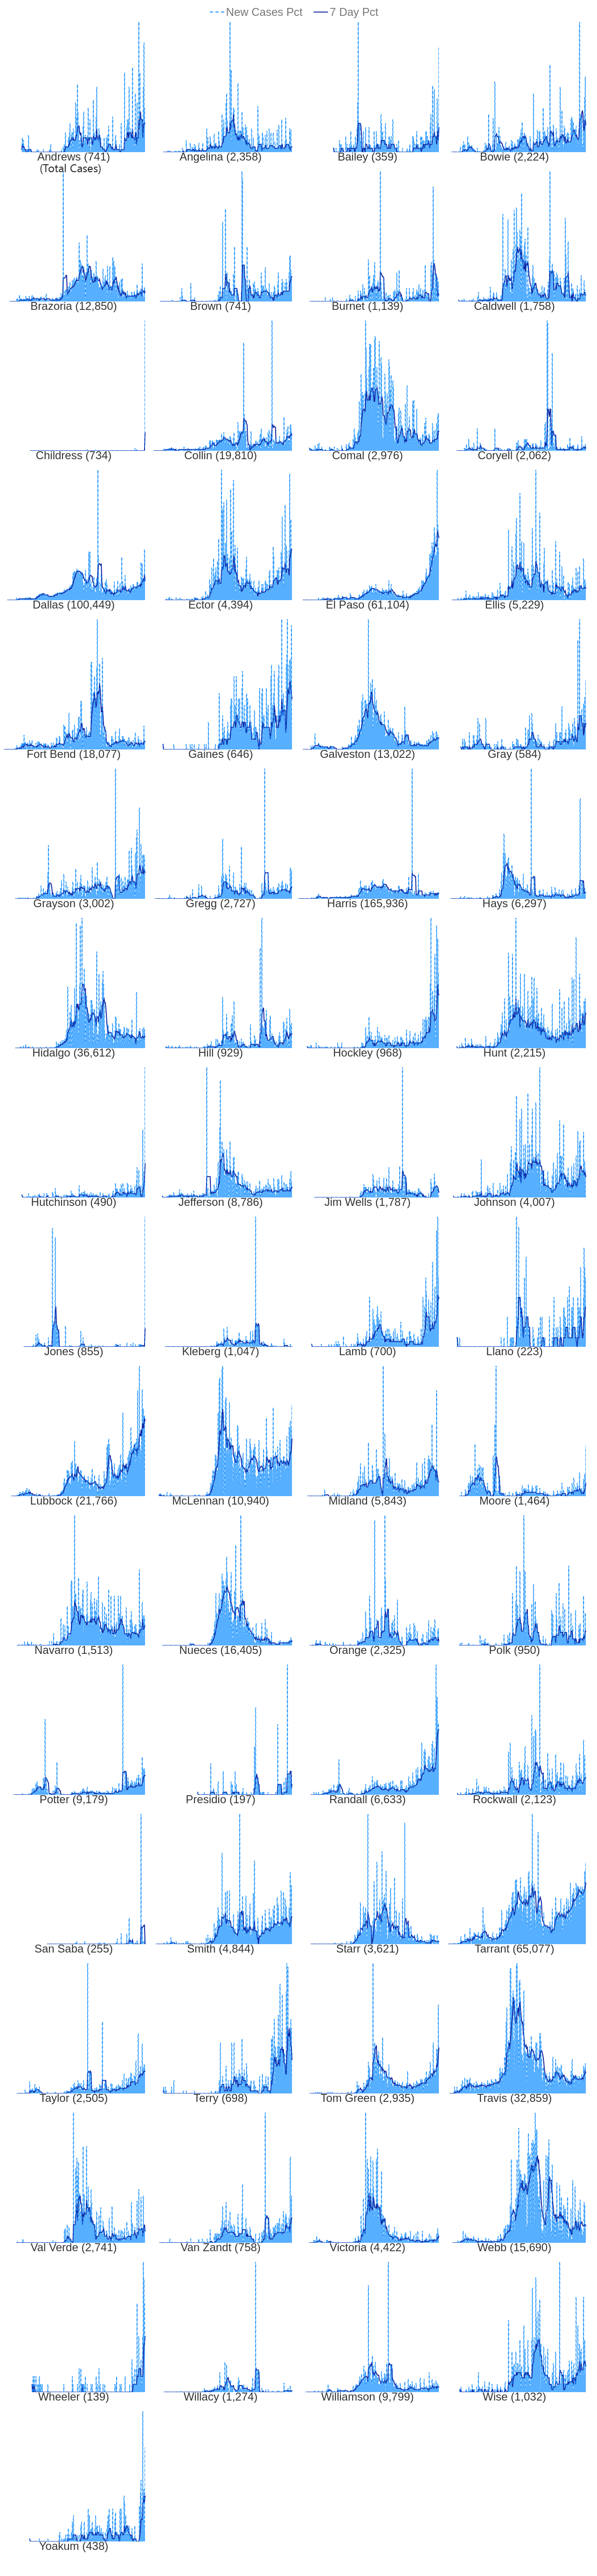 New Cases Pct 7 Day Pct
Andrews (741) Angelina (2,358) Bailey (359) Bowie (2,224)
(Total Cases)
Brazoria (12,850) Brown (741) Burnet (1,139) Caldwell (1,758)
Childress (734) Collin (19,810) Comal (2,976) Coryell (2,062)
Dallas (100,449) Ector (4,394) El Paso (61,104) Ellis (5,229)
Fort Bend (18,077) Gaines (646) Galveston (13,022) Gray (584)
Grayson (3,002) Gregg (2,727) Harris (165,936) Hays (6,297)
Hidalgo (36,612) Hill (929) Hockley (968) Hunt (2,215)
Hutchinson (490) Jefferson (8,786) Jim Wells (1,787) Johnson (4,007)
Jones (855) Kleberg (1,047) Lamb (700) Llano (223)
Lubbock (21,766) McLennan (10,940) Midland (5,843) Moore (1,464)
Navarro (1,513) Nueces (16,405) Orange (2,325) Polk (950)
Potter (9,179) Presidio (197) Randall (6,633) Rockwall (2,123)
San Saba (255) Smith (4,844) Starr (3,621) Tarrant (65,077)
Taylor (2,505) Terry (698) Tom Green (2,935) Travis (32,859)
Val Verde (2,741) Van Zandt (758) Victoria (4,422) Webb (15,690)
Wheeler (139) Willacy (1,274) Williamson (9,799) Wise (1,032)
Yoakum (438)